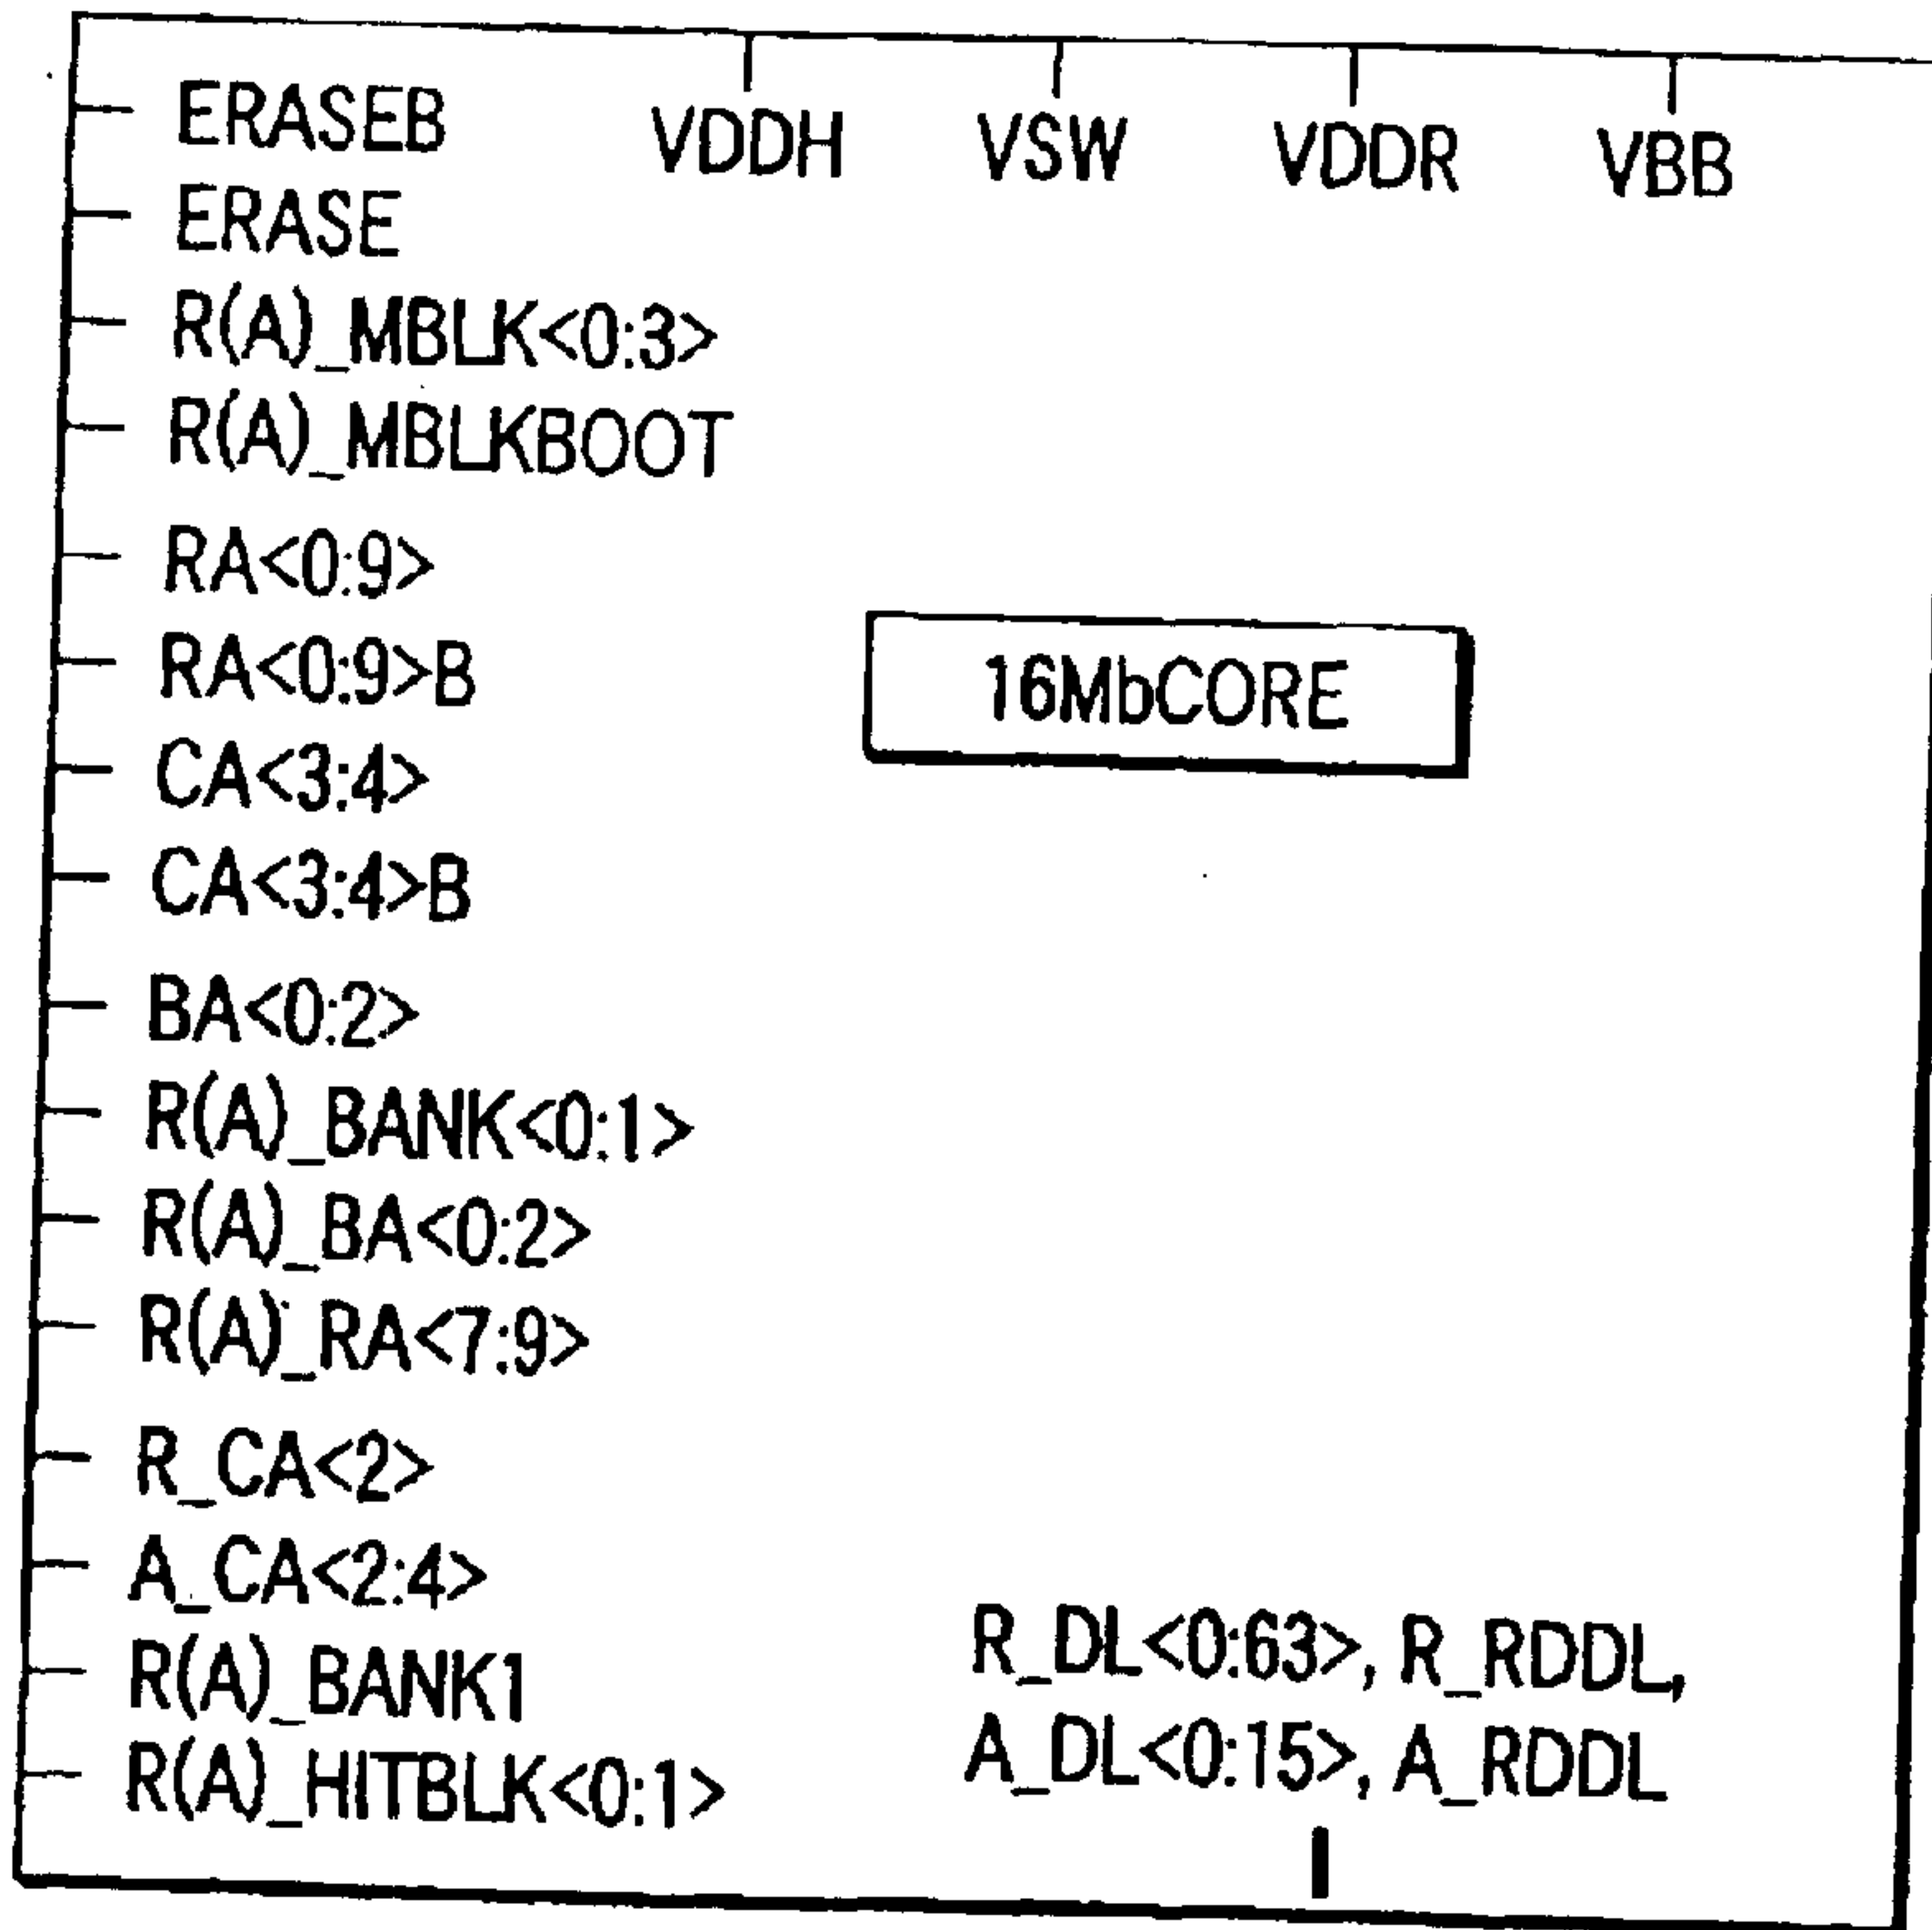 ERASEB
VDDH VSW VDDR VBB
ERASE
R(A)_MBLK<0:3>
R(A)_MBLKBOOT
RA<0:9>
RA<0:9>B
16MbCORE
CA<3:4>
CA<3:4>B
BA<0:2>
R(A)_BANK<0:1>
R(A)_BA<0:2>
R(A)_RA<7:9>
R_CA<2>
A_CA<2:4>
R(A)_BANK1
R(A)_HITBLK<0:1>
R_DL<0:63>, R_RDDL,
A_DL<0:15>, A_RDDL